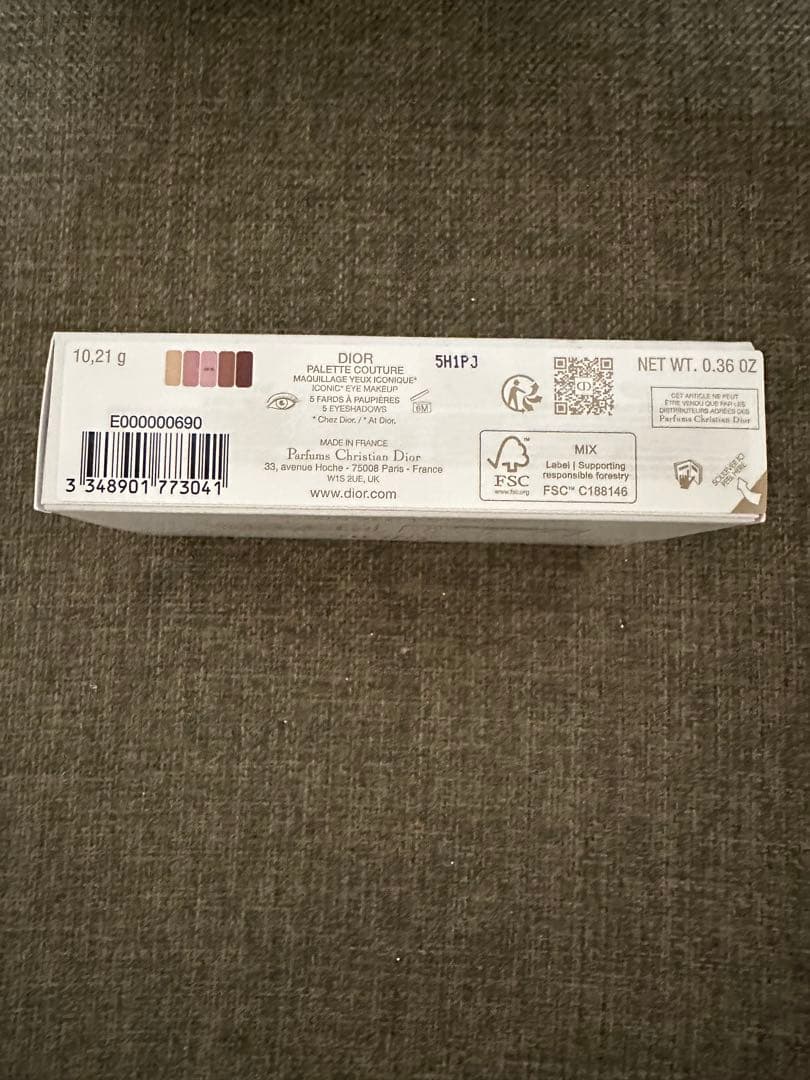 10,21 g
E000000690
3 348901 773041
DIOR
PALETTE COUTURE
MAQUILLAGE YEUX ICONIQUE*
ICONIC* EYE MAKEUP
5 FARDS À PAUPIÈRES
5 EYESHADOWS
* Chez Dior. / * At Dior.
6M
MADE IN FRANCE
Parfums Christian Dior
33, avenue Hoche - 75008 Paris - France
W1S 2UE, UK
www.dior.com
5H1PJ
FSC
www.fsc.org
MIX
Label | Supporting
responsible forestry
FSC™ C188146
NET WT. 0.36 OZ
CET ARTICLE NE PEUT
ÊTRE VENDU QUE PAR LES
DISTRIBUTEURS AGRÉÉS DES
Parfums Christian Dior